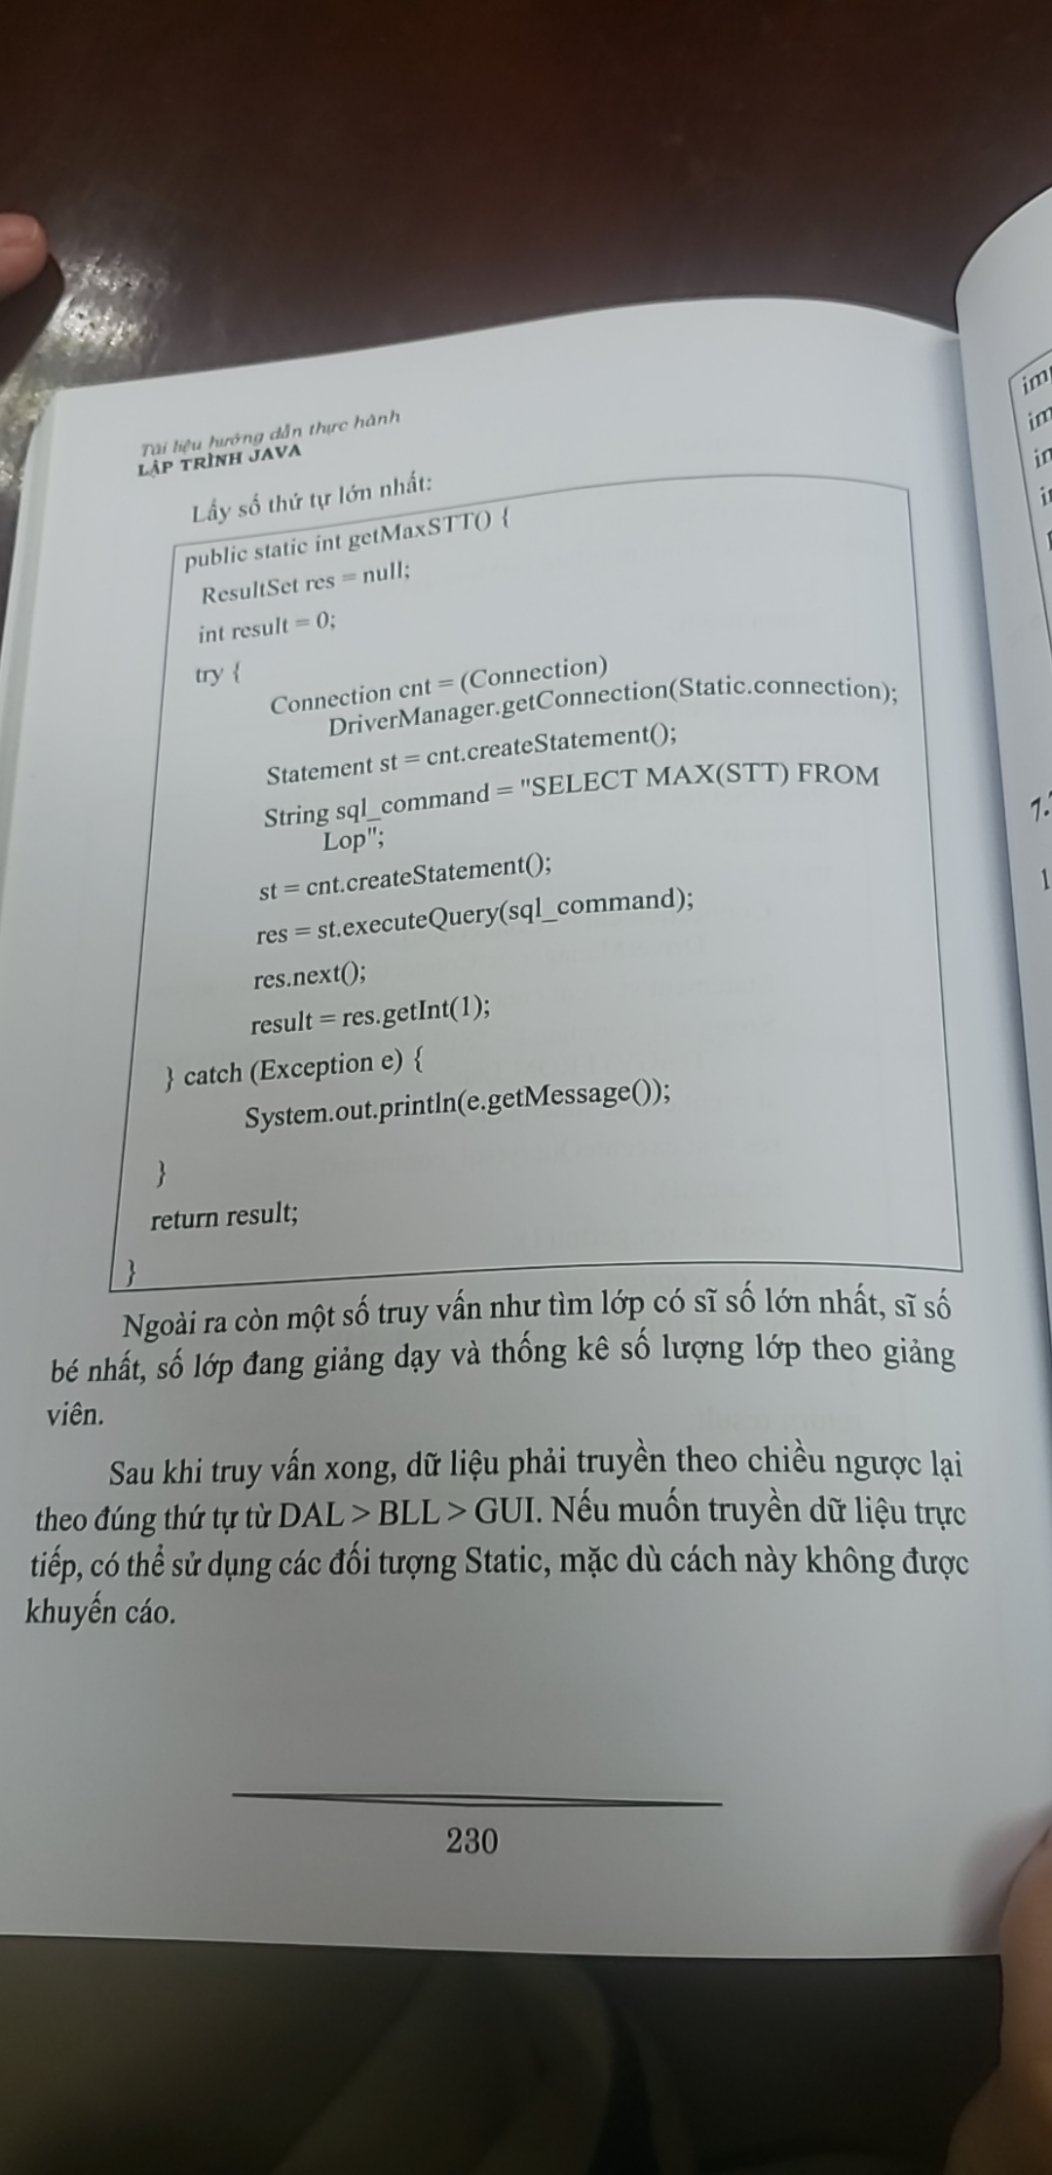 Tài liệu hướng dẫn thực hành
LẬP TRÌNH JAVA
Lấy số thứ tự lớn nhất:
public static int getMaxSTT() {
ResultSet res = null;
int result = 0;
try {
Connection cnt = (Connection)
DriverManager.getConnection(Static.connection);
Statement st = cnt.createStatement();
String sql_command = "SELECT MAX(STT) FROM
Lop";
st = cnt.createStatement();
res = st.executeQuery(sql_command);
res.next();
result = res.getInt(1);
} catch (Exception e) {
System.out.println(e.getMessage());
}
return result;
}
Ngoài ra còn một số truy vấn như tìm lớp có sĩ số lớn nhất, sĩ số
bé nhất, số lớp đang giảng dạy và thống kê số lượng lớp theo giảng
viên.
Sau khi truy vấn xong, dữ liệu phải truyền theo chiều ngược lại
theo đúng thứ tự từ DAL > BLL > GUI. Nếu muốn truyền dữ liệu trực
tiếp, có thể sử dụng các đối tượng Static, mặc dù cách này không được
khuyến cáo.
230